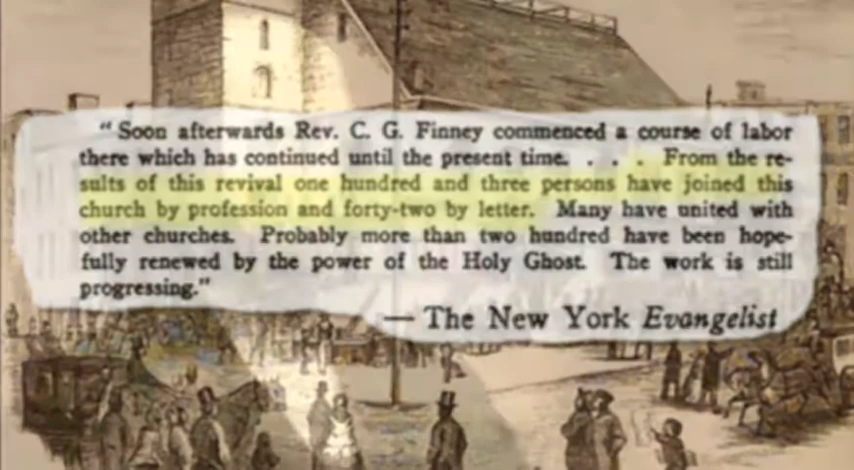 "Soon afterwards Rev. C. G. Finney commenced a course of labor
there which has continued until the present time. . . . From the re-
sults of this revival one hundred and three persons have joined this
church by profession and forty-two by letter. Many have united with
other churches. Probably more than two hundred have been hope-
fully renewed by the power of the Holy Ghost. The work is still
progressing."
— The New York Evangelist